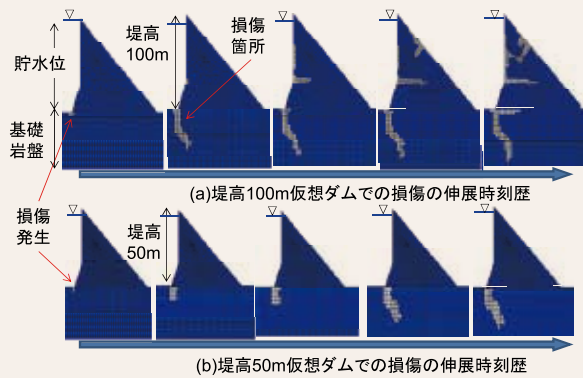 貯水位
堤高
100m
損傷
箇所
基礎
岩盤
(a)堤高100m仮想ダムでの損傷の伸展時刻歴
損傷
発生
堤高
50m
(b)堤高50m仮想ダムでの損傷の伸展時刻歴